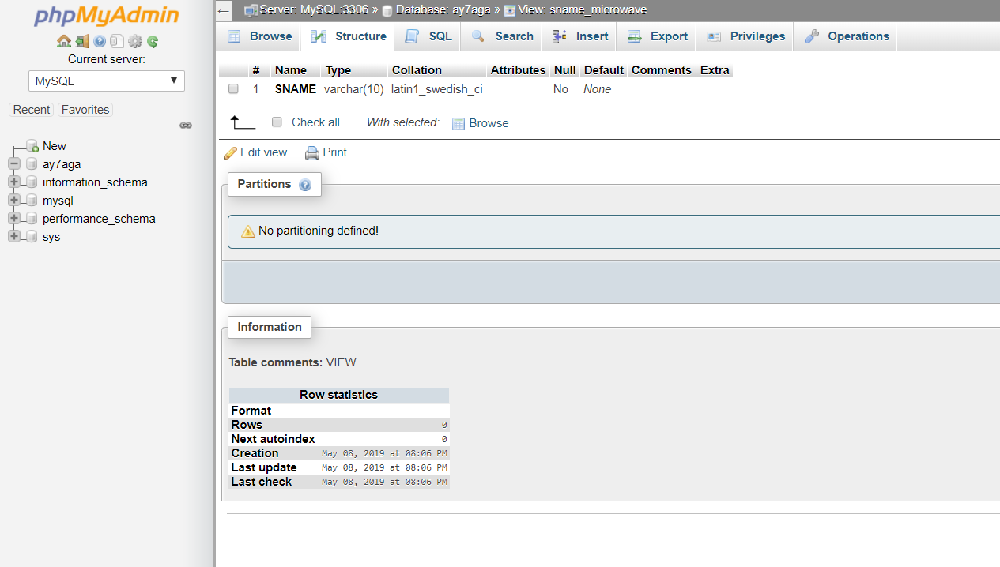 phpMyAdmin
Current server:
MySQL
Recent Favorites
New
ay7aga
information_schema
mysql
performance_schema
sys
Server: MySQL:3306 » Database: ay7aga » View: sname_microwave
Browse Structure SQL Search Insert Export Privileges Operations
# Name Type Collation Attributes Null Default Comments Extra
1 SNAME varchar(10) latin1_swedish_ci No None
Check all With selected: Browse
Edit view Print
Partitions
No partitioning defined!
Information
Table comments: VIEW
Row statistics
Format
Rows 0
Next autoindex 0
Creation May 08, 2019 at 08:06 PM
Last update May 08, 2019 at 08:06 PM
Last check May 08, 2019 at 08:06 PM